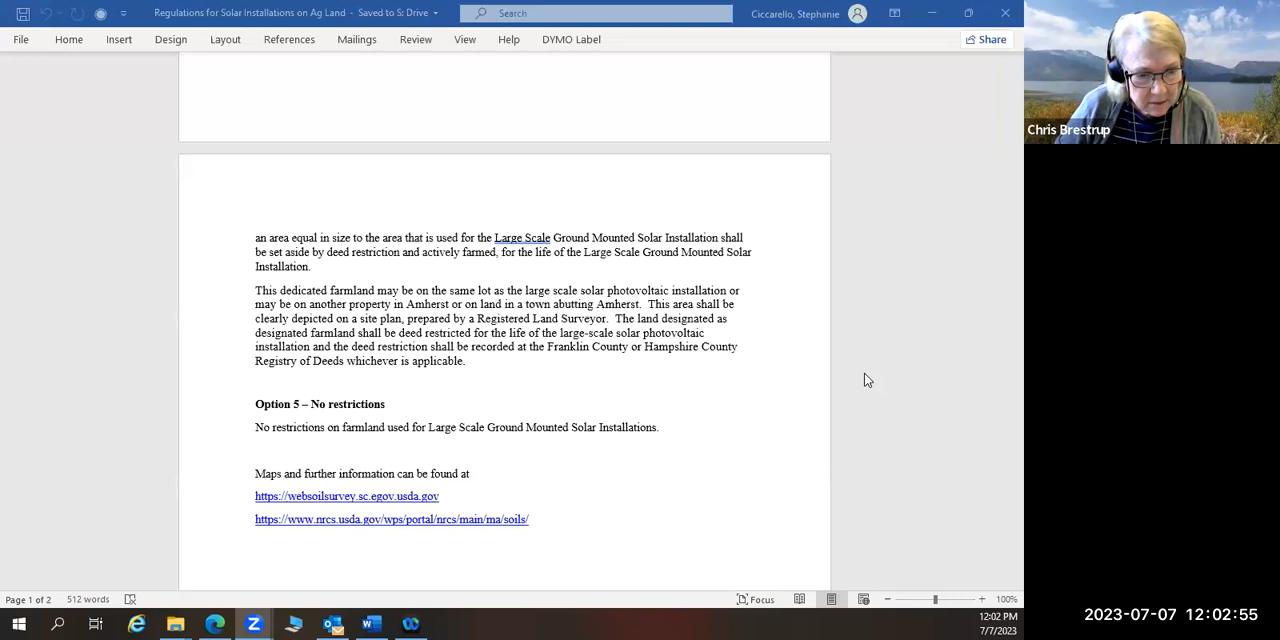 Regulations for Solar Installations on Ag Land - Saved to S: Drive
Search
Ciccarello, Stephanie
File Home Insert Design Layout References Mailings Review View Help DYMO Label Share
Chris Brestrup
an area equal in size to the area that is used for the Large Scale Ground Mounted Solar Installation shall
be set aside by deed restriction and actively farmed, for the life of the Large Scale Ground Mounted Solar
Installation.
This dedicated farmland may be on the same lot as the large scale solar photovoltaic installation or
may be on another property in Amherst or on land in a town abutting Amherst. This area shall be
clearly depicted on a site plan, prepared by a Registered Land Surveyor. The land designated as
designated farmland shall be deed restricted for the life of the large-scale solar photovoltaic
installation and the deed restriction shall be recorded at the Franklin County or Hampshire County
Registry of Deeds whichever is applicable.
Option 5 – No restrictions
No restrictions on farmland used for Large Scale Ground Mounted Solar Installations.
Maps and further information can be found at
https://websoilsurvey.sc.egov.usda.gov
https://www.nrcs.usda.gov/wps/portal/nrcs/main/ma/soils/
Page 1 of 2 512 words Focus 100%
12:02 PM
7/7/2023
2023-07-07 12:02:55